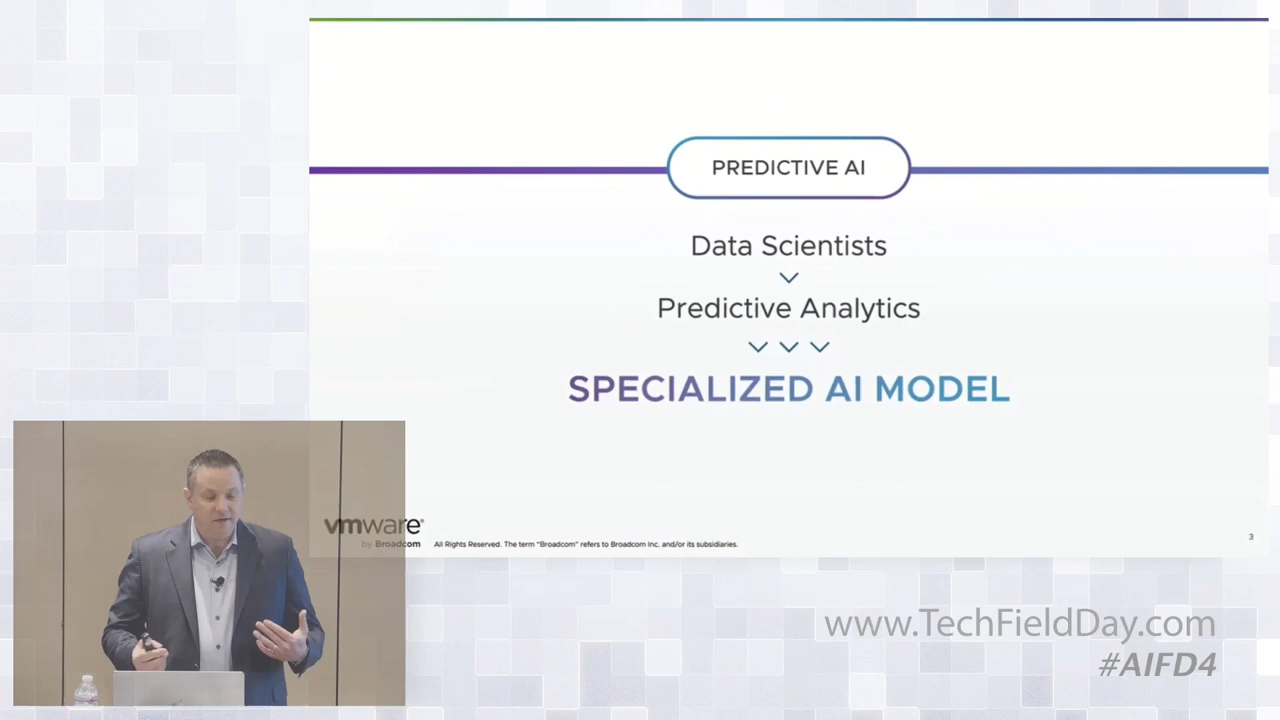 PREDICTIVE AI
Data Scientists
Predictive Analytics
SPECIALIZED AI MODEL
vmware®
by Broadcom
All Rights Reserved. The term "Broadcom" refers to Broadcom Inc. and/or its subsidiaries.
3
www.TechFieldDay.com
#AIFD4